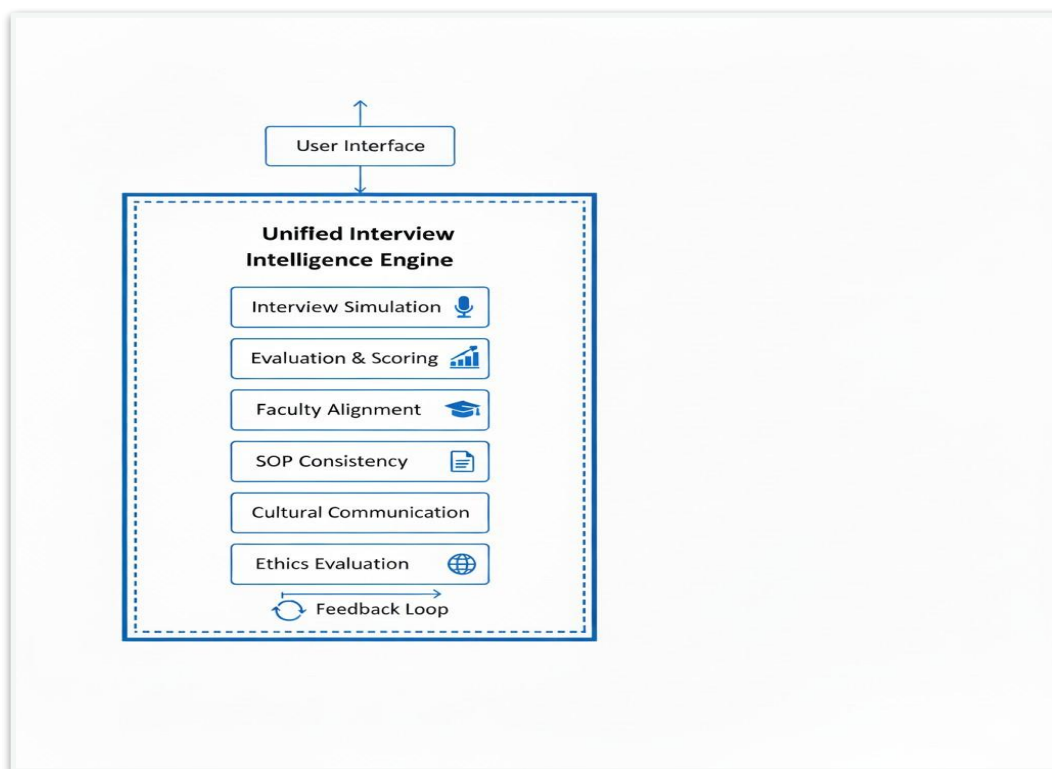 User Interface
Unified Interview
Intelligence Engine
Interview Simulation
Evaluation & Scoring
Faculty Alignment
SOP Consistency
Cultural Communication
Ethics Evaluation
Feedback Loop